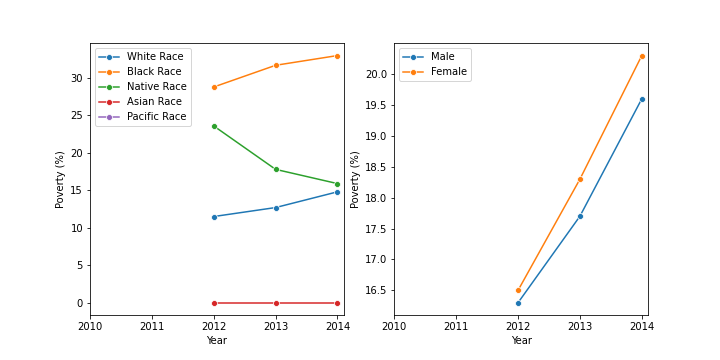 White Race
Black Race
Native Race
Asian Race
Pacific Race
30
25
20
15
10
5
0
Poverty (%)
2010 2011 2012 2013 2014
Year
Male
Female
20.0
19.5
19.0
18.5
18.0
17.5
17.0
16.5
Poverty (%)
2010 2011 2012 2013 2014
Year